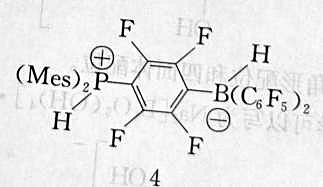 F F H
(Mes)₂P⊕ B(C₆F₅)₂
H F F ⊖
4